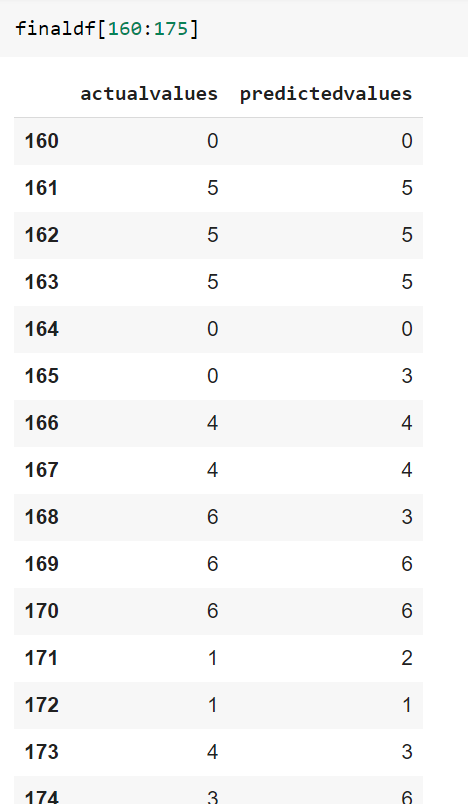 finaldf[160:175]
actualvalues predictedvalues
160 0 0
161 5 5
162 5 5
163 5 5
164 0 0
165 0 3
166 4 4
167 4 4
168 6 3
169 6 6
170 6 6
171 1 2
172 1 1
173 4 3
174 3 6